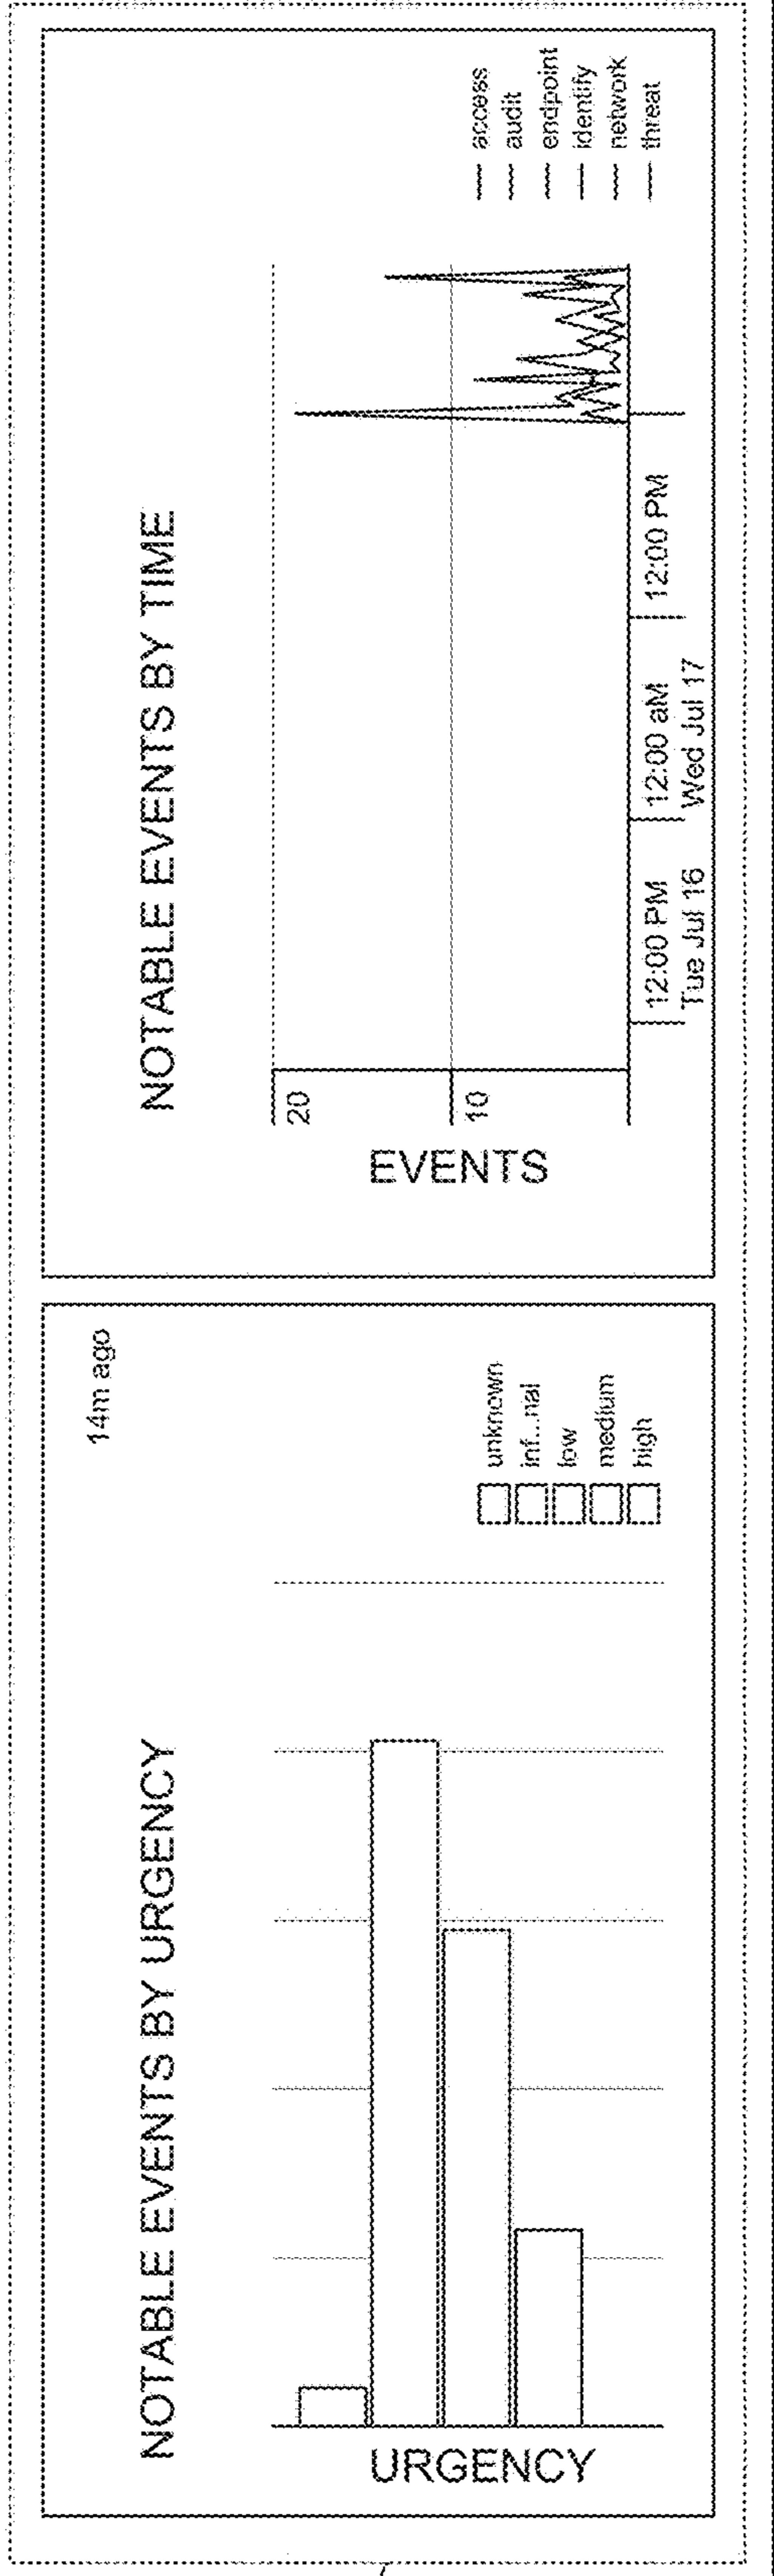 NOTABLE EVENTS BY URGENCY
14m ago
URGENCY
unknown
inf...nal
low
medium
high
NOTABLE EVENTS BY TIME
EVENTS
20
10
12:00 PM
Tue Jul 16
12:00 aM
Wed Jul 17
12:00 PM
access
audit
endpoint
identify
network
threat